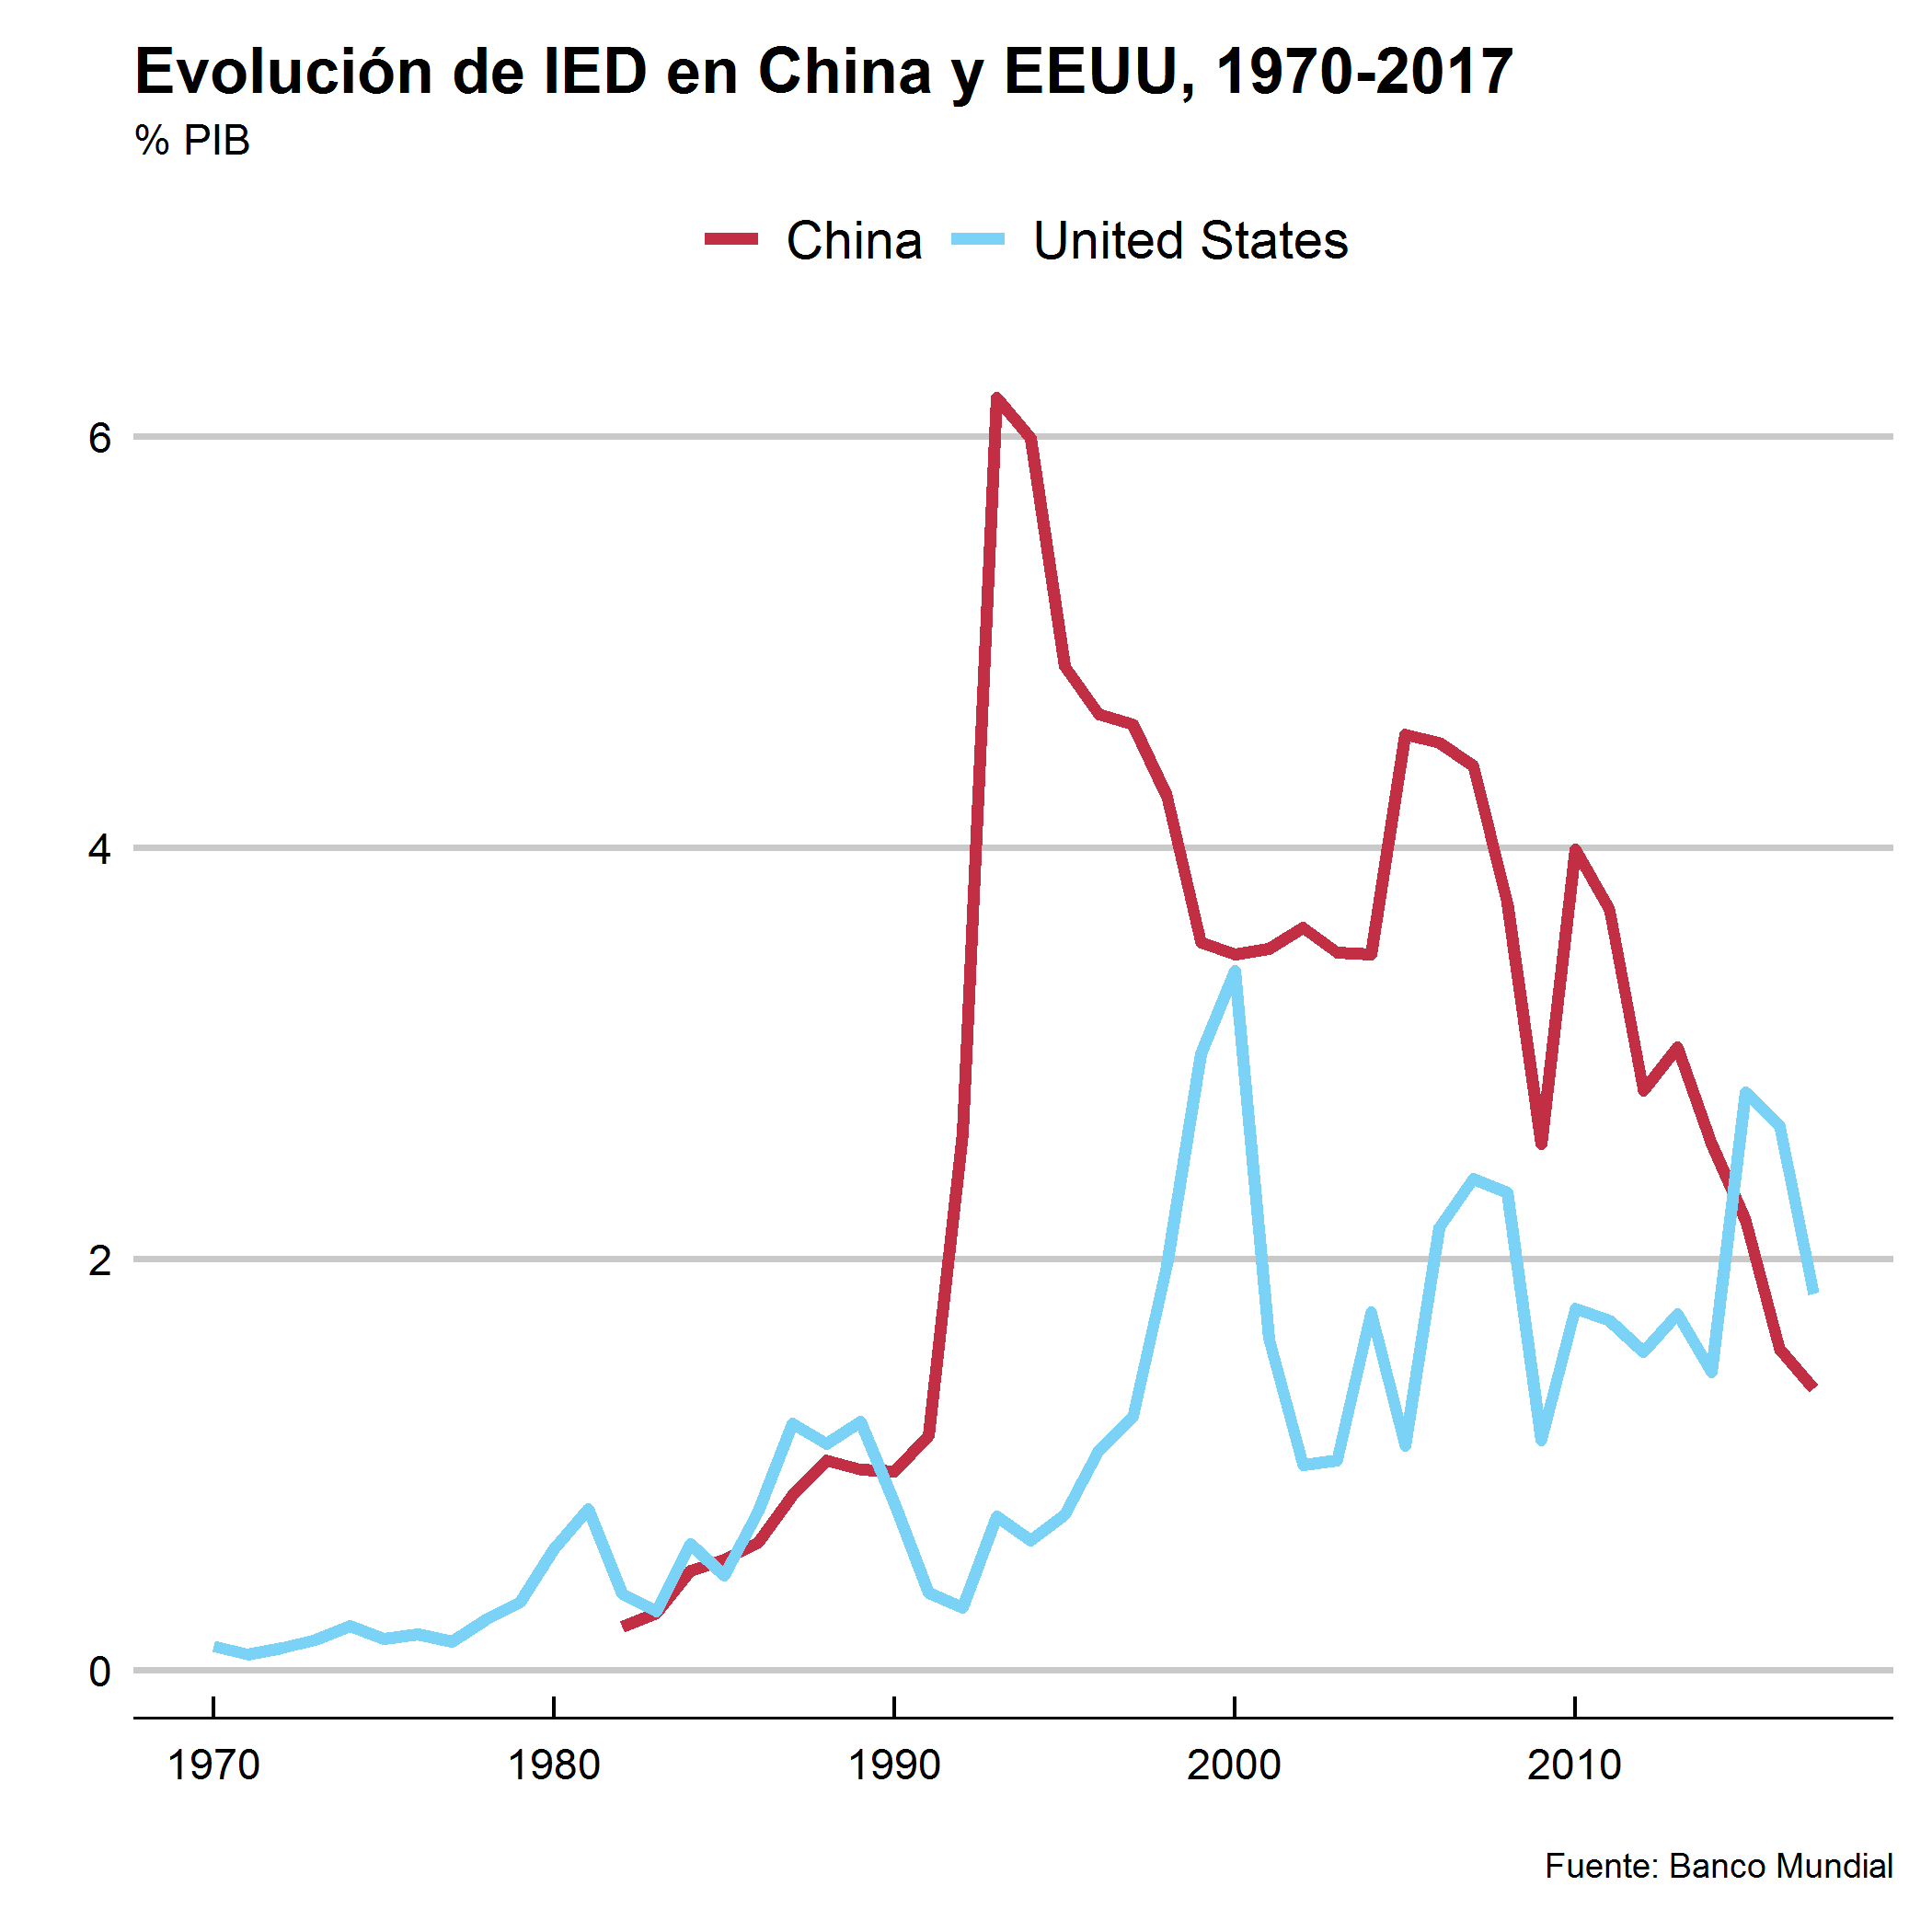 Evolución de IED en China y EEUU, 1970-2017
% PIB
China United States
6
4
2
0
1970 1980 1990 2000 2010
Fuente: Banco Mundial